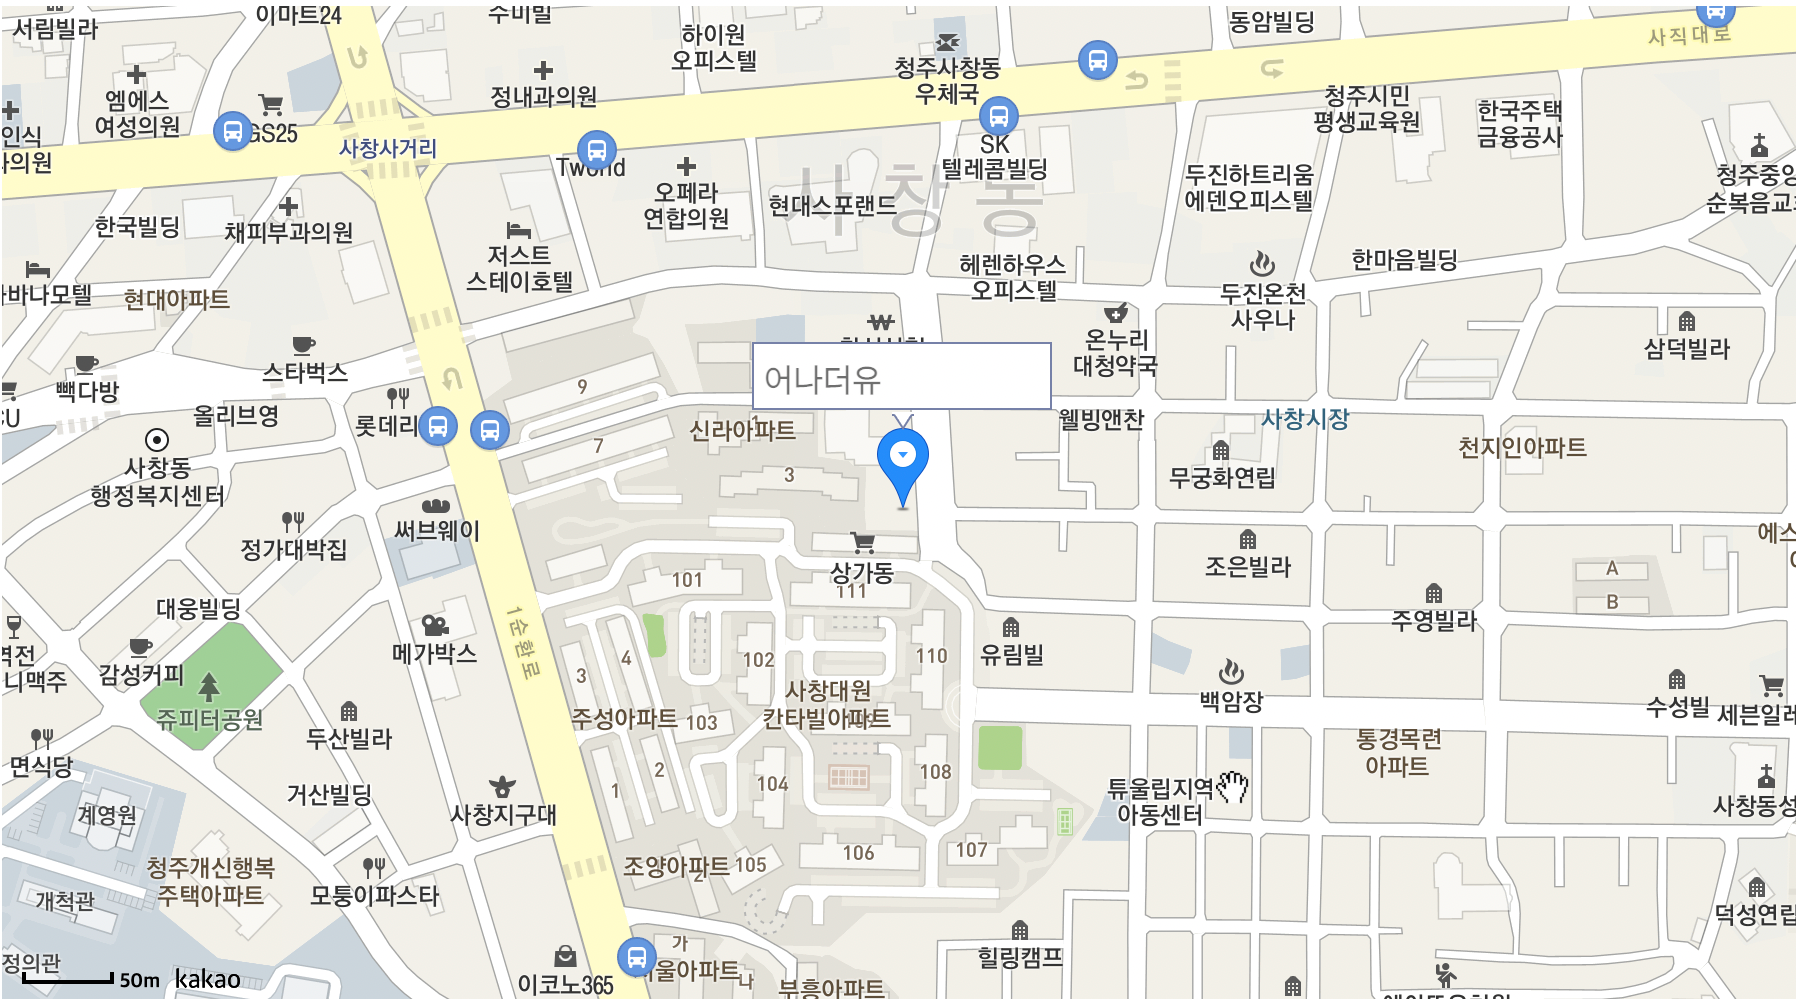 이마트24
수미빌
서림빌라
하이원
오피스텔
동암빌딩
사직대로
청주사창동
우체국
엠에스
여성의원
정내과의원
GS25
인식
사창사거리
Tworld
SK
텔레콤빌딩
청주시민
평생교육원
한국주택
금융공사
오페라
연합의원
현대스포랜드
사창동
두진하트리움
에덴오피스텔
청주중앙
순복음교회
한국빌딩
채피부과의원
저스트
스테이호텔
헤렌하우스
오피스텔
한마음빌딩
두진온천
사우나
현대아파트
온누리
대청약국
삼덕빌라
스타벅스
빽다방
CU
올리브영
롯데리
9
어나더유
신라아파트
1
웰빙앤찬
사창시장
천지인아파트
7
3
사창동
행정복지센터
무궁화연립
써브웨이
정가대박집
상가동
조은빌라
에스
101
111
A
B
대웅빌딩
1순환로
주영빌라
메가박스
역전
니맥주
감성커피
4
3
102
110
유림빌
백암장
사창대원
칸타빌아파트
109
주성아파트
103
쥬피터공원
두산빌라
수성빌
세븐일레
면식당
통경목련
아파트
2
1
104
108
거산빌딩
계영원
사창지구대
튜울립지역
아동센터
사창동성
청주개신행복
주택아파트
조양아파트
2
105
106
107
모퉁이파스타
개척관
덕성연립
가
힐링캠프
정의관
50m
kakao
이코노365
나
부흥아파트